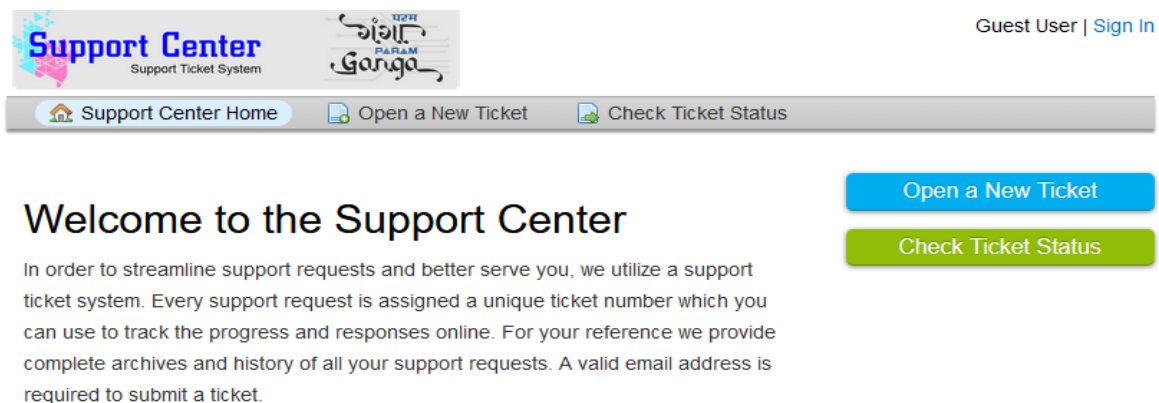 Support Center
Support Ticket System
परम
गंगा
PARAM
Ganga
Guest User | Sign In
Support Center Home
Open a New Ticket
Check Ticket Status
Open a New Ticket
Check Ticket Status
Welcome to the Support Center
In order to streamline support requests and better serve you, we utilize a support
ticket system. Every support request is assigned a unique ticket number which you
can use to track the progress and responses online. For your reference we provide
complete archives and history of all your support requests. A valid email address is
required to submit a ticket.